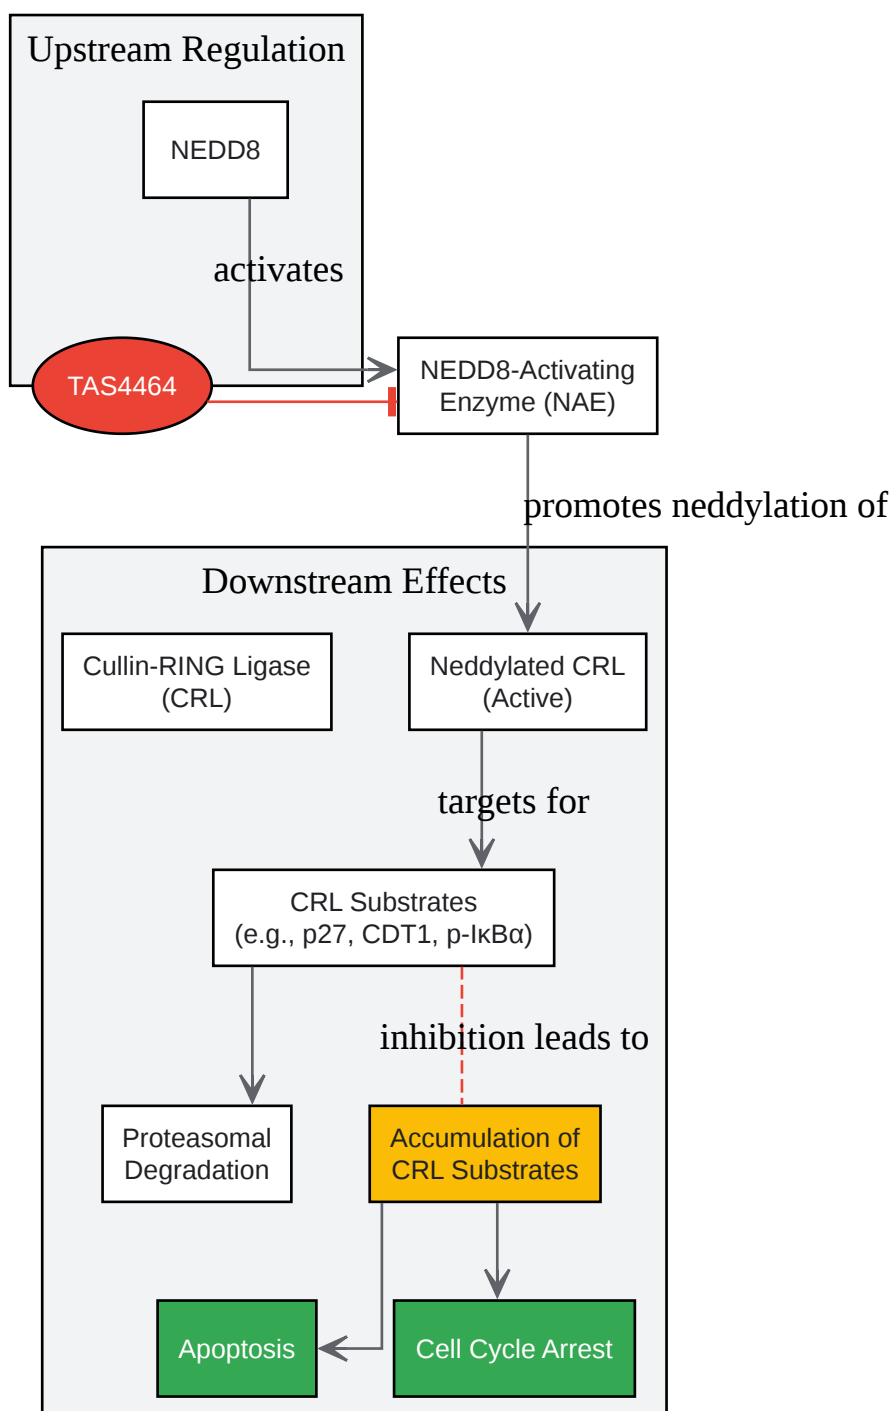 Upstream Regulation
NEDD8
activates
TAS4464
NEDD8-Activating
Enzyme (NAE)
promotes neddylation of
Downstream Effects
Cullin-RING Ligase
(CRL)
Neddylated CRL
(Active)
targets for
CRL Substrates
(e.g., p27, CDT1, p-IκBα)
inhibition leads to
Proteasomal
Degradation
Accumulation of
CRL Substrates
Apoptosis
Cell Cycle Arrest